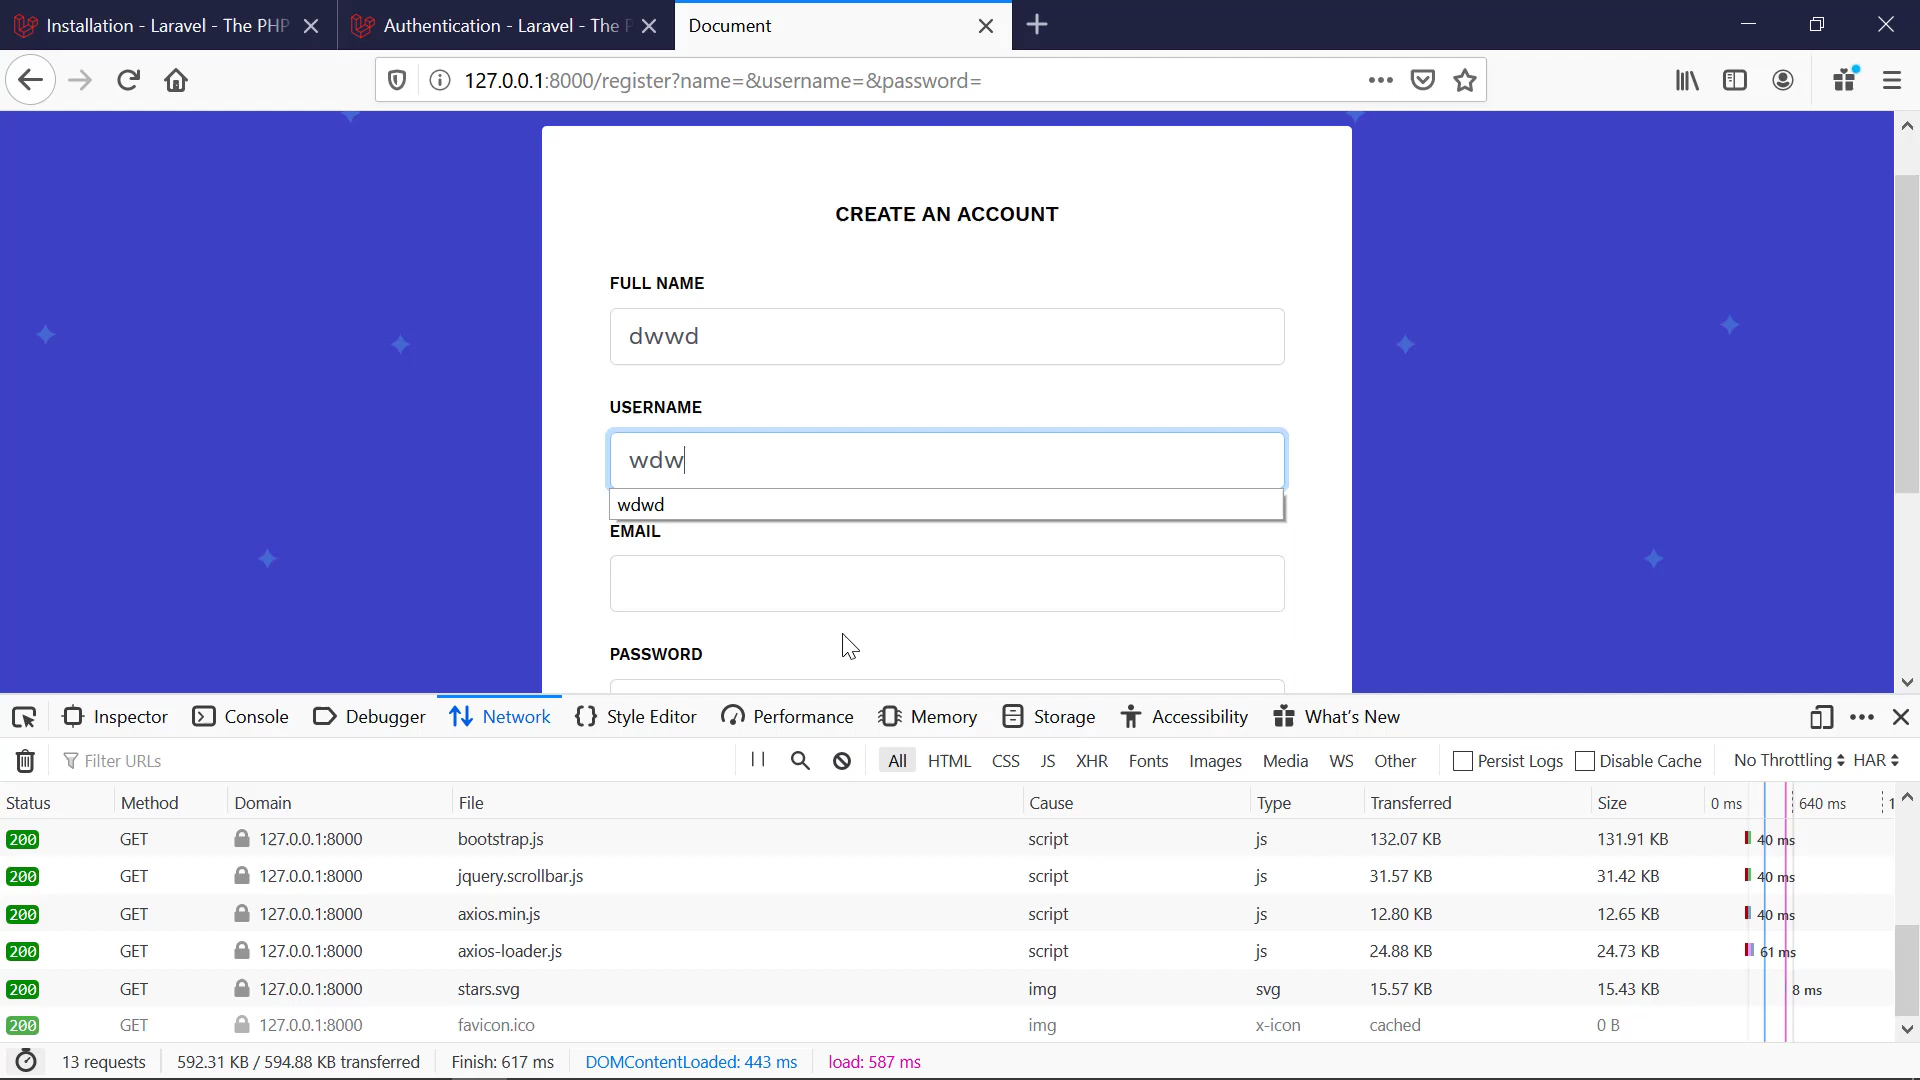 Installation - Laravel - The PHP
Authentication - Laravel - The P
Document
127.0.0.1:8000/register?name=&username=&password=
CREATE AN ACCOUNT
FULL NAME
dwwd
USERNAME
wdw
wdwd
EMAIL
PASSWORD
Inspector Console Debugger Network Style Editor Performance Memory Storage Accessibility What's New
Filter URLs All HTML CSS JS XHR Fonts Images Media WS Other Persist Logs Disable Cache No Throttling HAR
Status Method Domain File Cause Type Transferred Size 0 ms 640 ms 1
200 GET 127.0.0.1:8000 bootstrap.js script js 132.07 KB 131.91 KB 40 ms
200 GET 127.0.0.1:8000 jquery.scrollbar.js script js 31.57 KB 31.42 KB 40 ms
200 GET 127.0.0.1:8000 axios.min.js script js 12.80 KB 12.65 KB 40 ms
200 GET 127.0.0.1:8000 axios-loader.js script js 24.88 KB 24.73 KB 61 ms
200 GET 127.0.0.1:8000 stars.svg img svg 15.57 KB 15.43 KB 8 ms
200 GET 127.0.0.1:8000 favicon.ico img x-icon cached 0 B
13 requests 592.31 KB / 594.88 KB transferred Finish: 617 ms DOMContentLoaded: 443 ms load: 587 ms